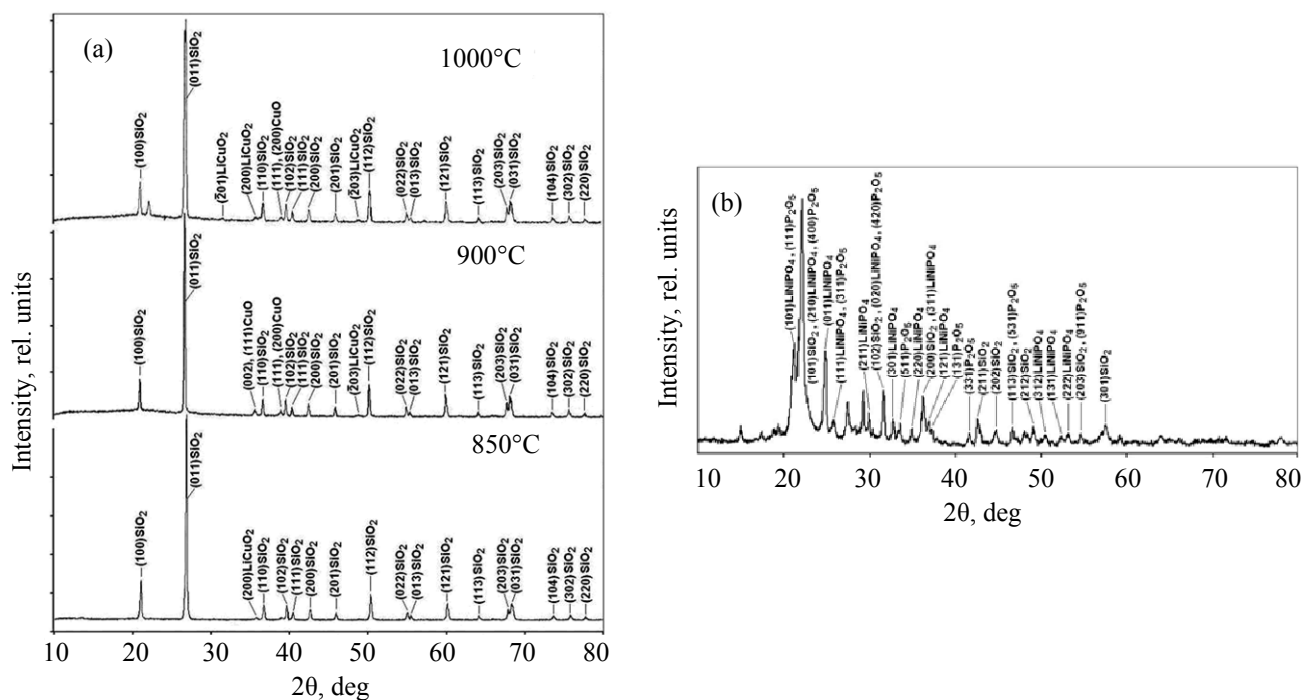 (a)
1000°C
(100)SiO₂
(011)SiO₂
(2̄01)LiCuO₂
(200)LiCuO₂
(110)SiO₂
(111), (200)CuO
(102)SiO₂
(111)SiO₂
(200)SiO₂
(201)SiO₂
(2̄03)LiCuO₂
(112)SiO₂
(022)SiO₂
(013)SiO₂
(121)SiO₂
(113)SiO₂
(203)SiO₂
(031)SiO₂
(104)SiO₂
(302)SiO₂
(220)SiO₂
900°C
(100)SiO₂
(011)SiO₂
(002), (111)CuO
(110)SiO₂
(111), (200)CuO
(102)SiO₂
(111)SiO₂
(200)SiO₂
(201)SiO₂
(2̄03)LiCuO₂
(112)SiO₂
(022)SiO₂
(013)SiO₂
(121)SiO₂
(113)SiO₂
(203)SiO₂
(031)SiO₂
(104)SiO₂
(302)SiO₂
(220)SiO₂
850°C
(100)SiO₂
(011)SiO₂
(200)LiCuO₂
(110)SiO₂
(102)SiO₂
(111)SiO₂
(200)SiO₂
(201)SiO₂
(112)SiO₂
(022)SiO₂
(013)SiO₂
(121)SiO₂
(113)SiO₂
(203)SiO₂
(031)SiO₂
(104)SiO₂
(302)SiO₂
(220)SiO₂
Intensity, rel. units
10 20 30 40 50 60 70 80
2θ, deg
(b)
(101)LiNiPO₄, (111)P₂O₅
(101)SiO₂, (210)LiNiPO₄, (400)P₂O₅
(011)LiNiPO₄
(111)LiNiPO₄, (311)P₂O₅
(211)LiNiPO₄
(102)SiO₂, (020)LiNiPO₄, (420)P₂O₅
(301)LiNiPO₄
(511)P₂O₅
(220)LiNiPO₄
(200)SiO₂, (311)LiNiPO₄
(121)LiNiPO₄
(131)P₂O₅
(331)P₂O₅
(211)SiO₂
(202)SiO₂
(113)SiO₂, (531)P₂O₅
(212)SiO₂
(312)LiNiPO₄
(131)LiNiPO₄
(222)LiNiPO₄
(203)SiO₂, (911)P₂O₅
(301)SiO₂
Intensity, rel. units
10 20 30 40 50 60 70 80
2θ, deg